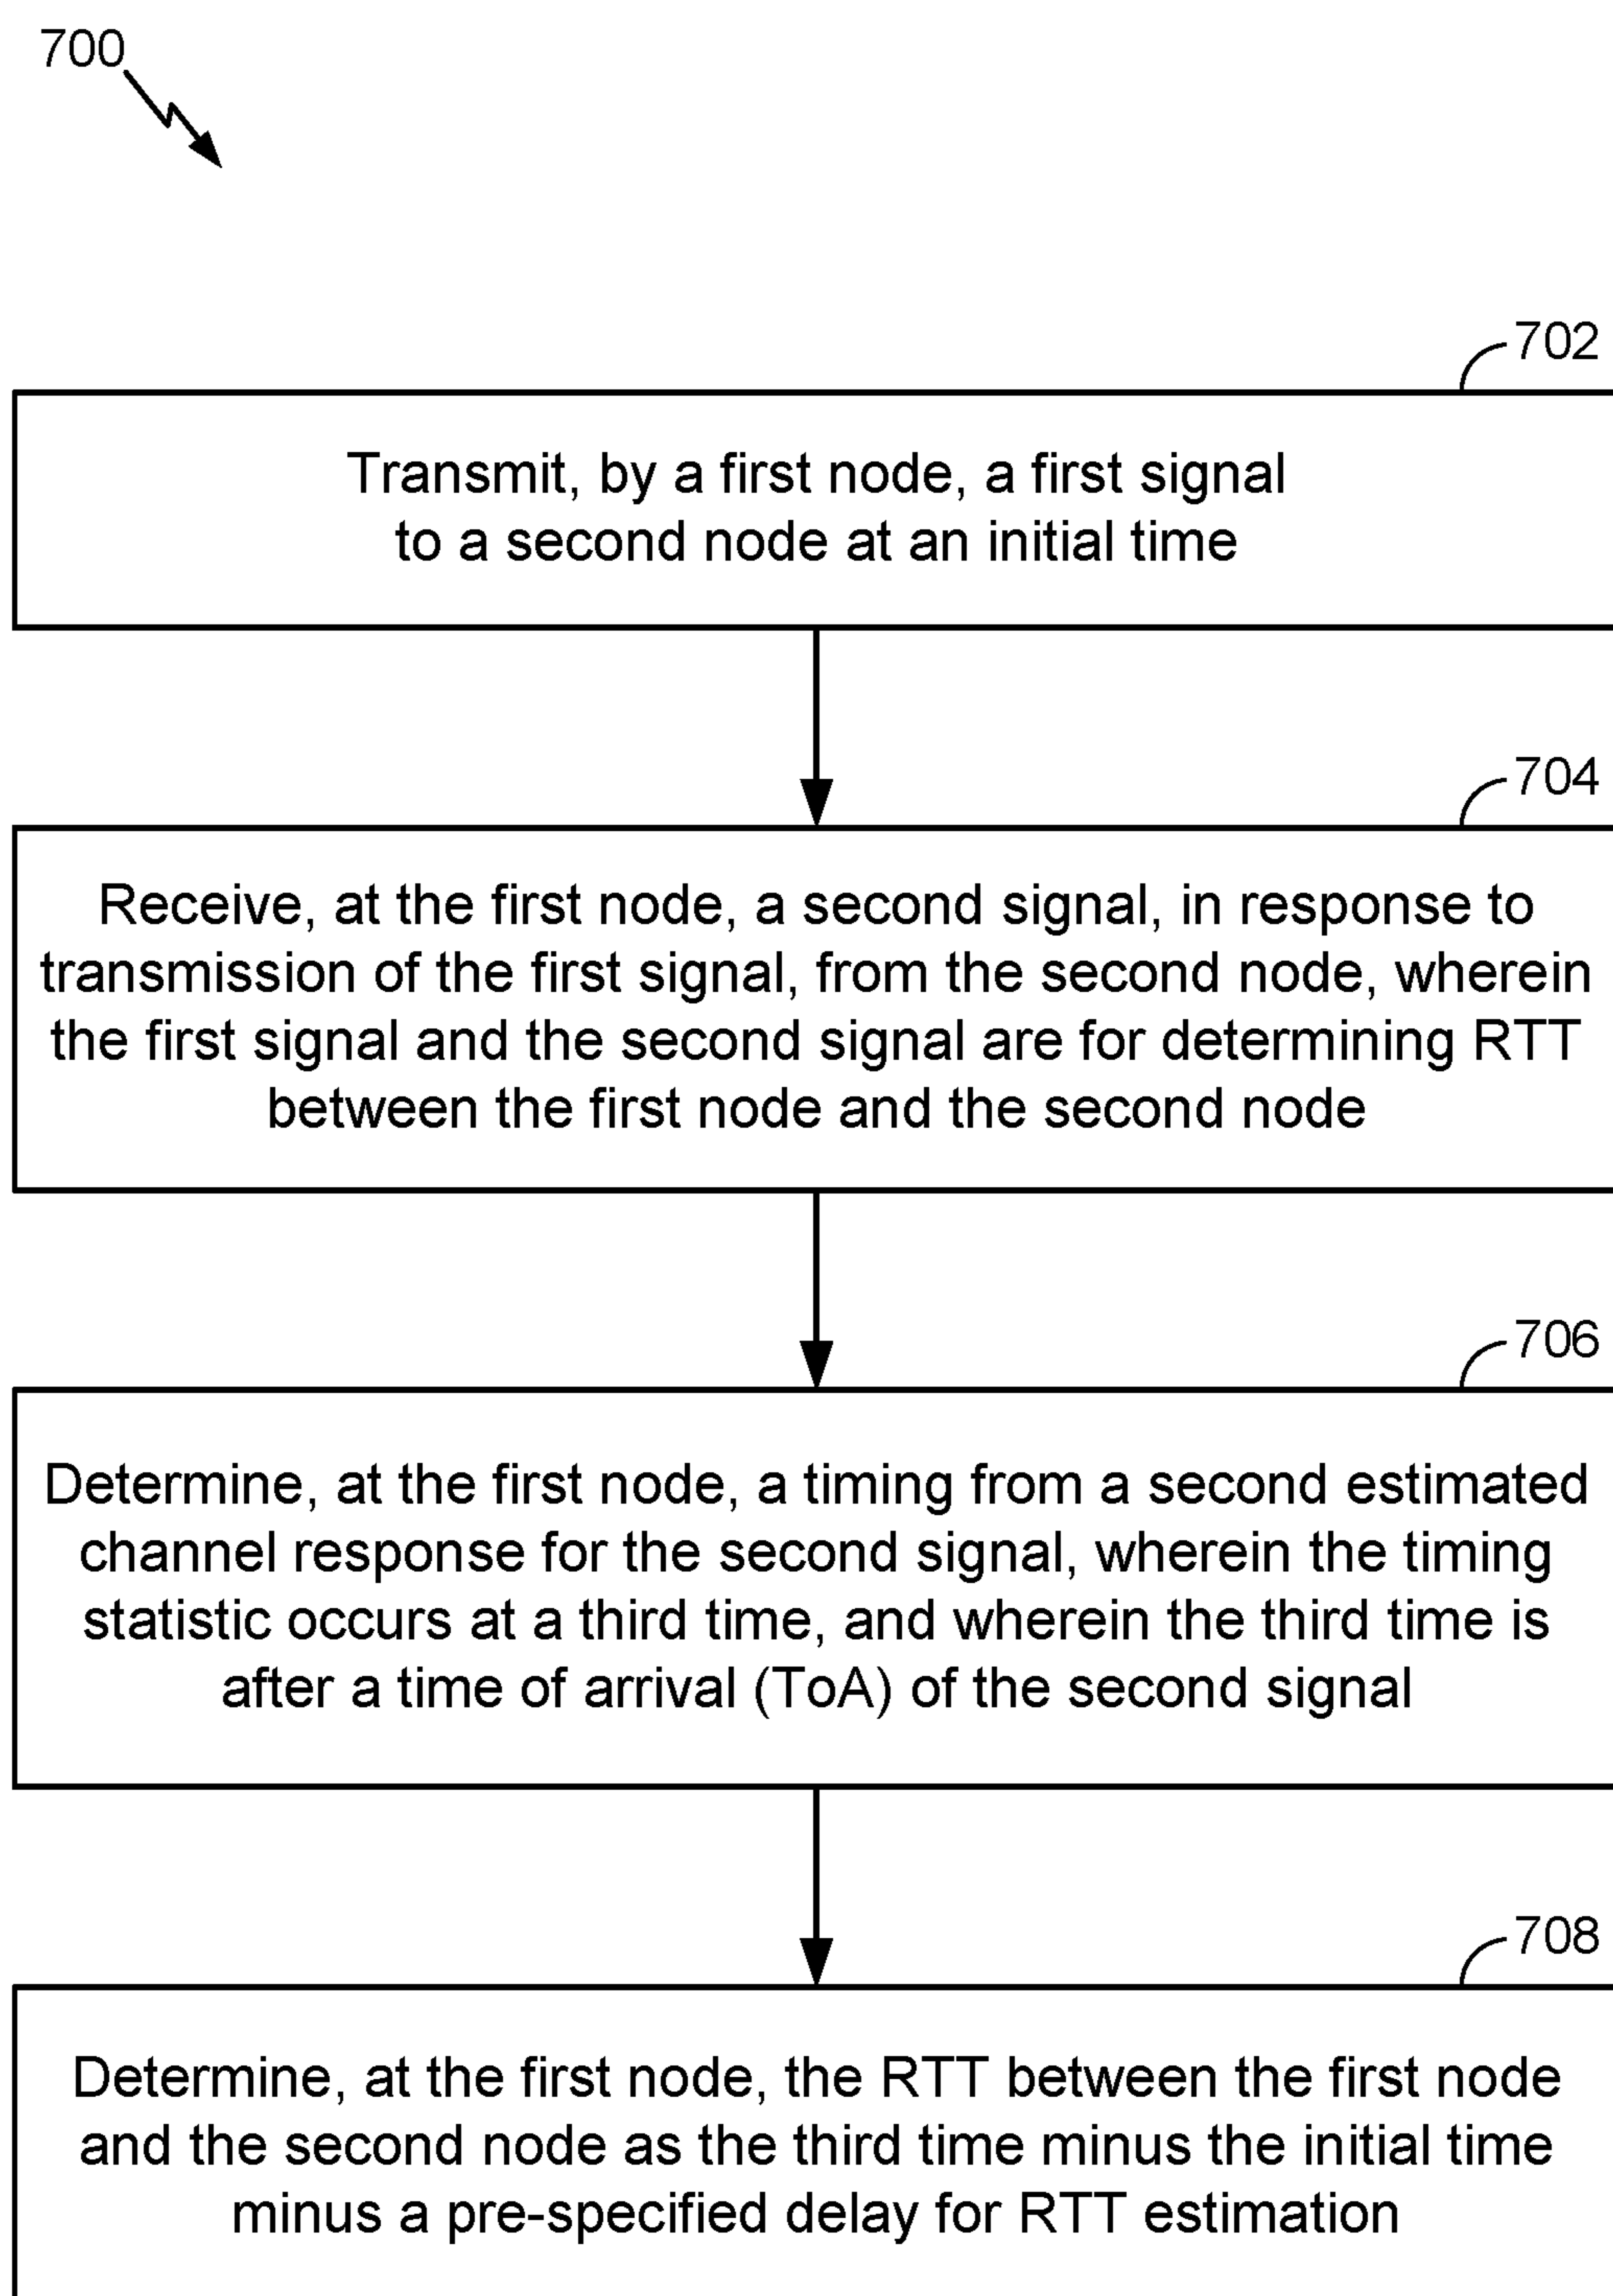 700
702
Transmit, by a first node, a first signal
to a second node at an initial time
704
Receive, at the first node, a second signal, in response to
transmission of the first signal, from the second node, wherein
the first signal and the second signal are for determining RTT
between the first node and the second node
706
Determine, at the first node, a timing from a second estimated
channel response for the second signal, wherein the timing
statistic occurs at a third time, and wherein the third time is
after a time of arrival (ToA) of the second signal
708
Determine, at the first node, the RTT between the first node
and the second node as the third time minus the initial time
minus a pre-specified delay for RTT estimation